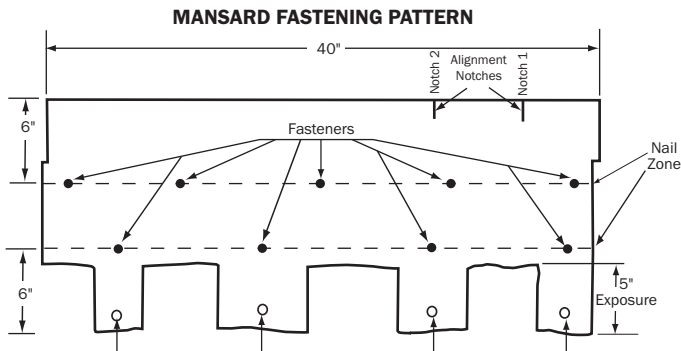 MANSARD FASTENING PATTERN
40"
Notch 2
Alignment
Notches
Notch 1
6"
Fasteners
Nail
Zone
6"
5"
Exposure